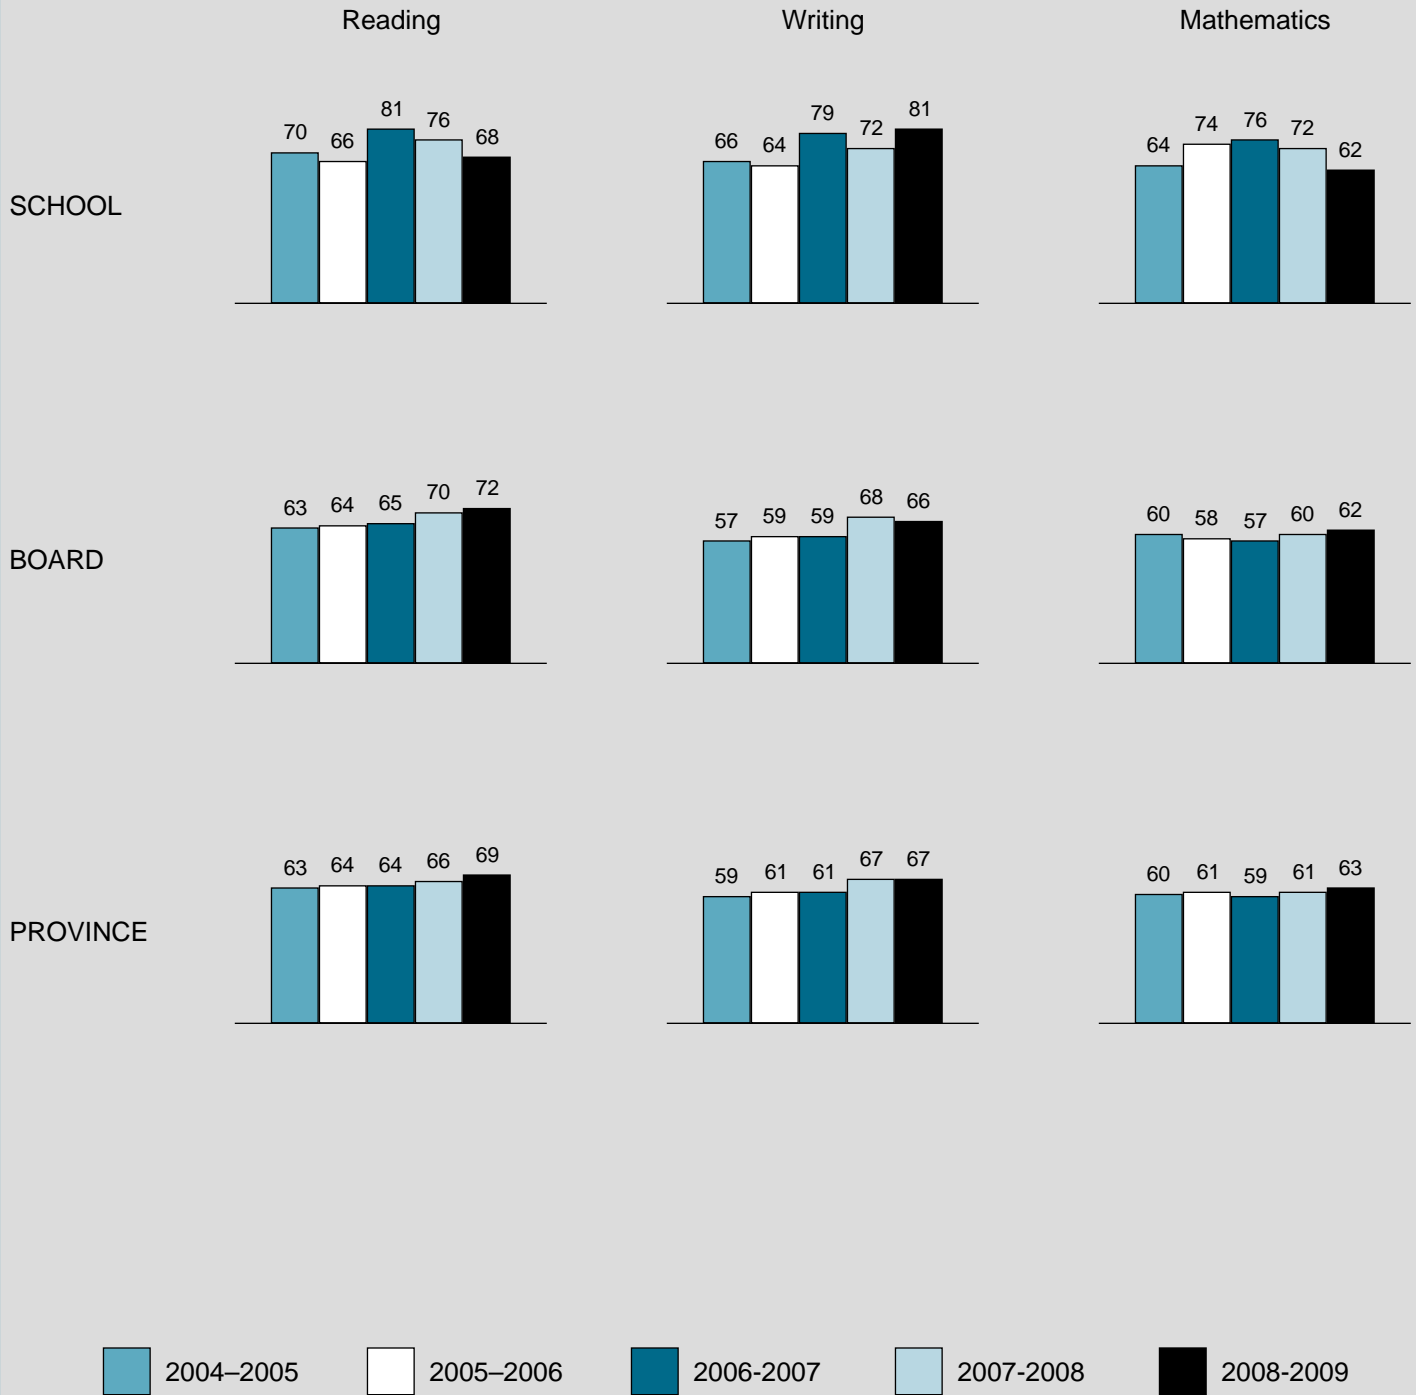 Reading Writing Mathematics
SCHOOL
70 66 81 76 68
66 64 79 72 81
64 74 76 72 62
BOARD
63 64 65 70 72
57 59 59 68 66
60 58 57 60 62
PROVINCE
63 64 64 66 69
59 61 61 67 67
60 61 59 61 63
2004–2005 2005–2006 2006-2007 2007-2008 2008-2009